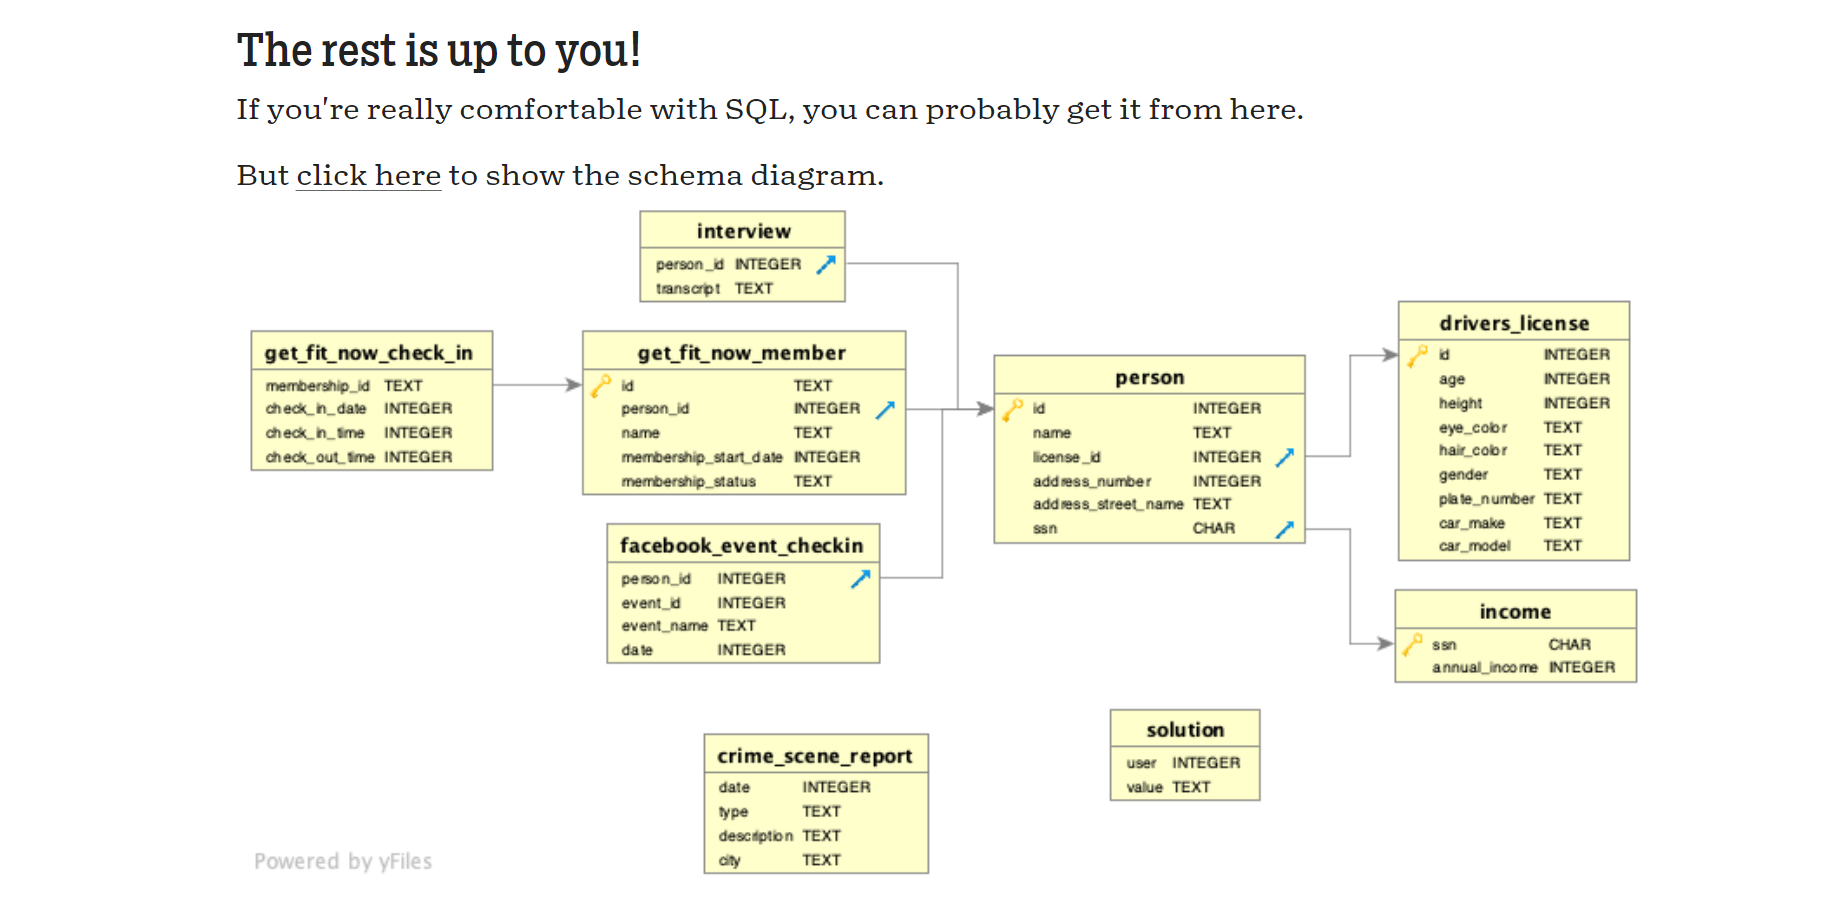 The rest is up to you!
If you're really comfortable with SQL, you can probably get it from here.
But click here to show the schema diagram.
interview
person_id INTEGER
transcript TEXT
get_fit_now_check_in
membership_id TEXT
check_in_date INTEGER
check_in_time INTEGER
check_out_time INTEGER
get_fit_now_member
id TEXT
person_id INTEGER
name TEXT
membership_start_date INTEGER
membership_status TEXT
facebook_event_checkin
person_id INTEGER
event_id INTEGER
event_name TEXT
date INTEGER
person
id INTEGER
name TEXT
license_id INTEGER
address_number INTEGER
address_street_name TEXT
ssn CHAR
drivers_license
id INTEGER
age INTEGER
height INTEGER
eye_color TEXT
hair_color TEXT
gender TEXT
plate_number TEXT
car_make TEXT
car_model TEXT
income
ssn CHAR
annual_income INTEGER
solution
user INTEGER
value TEXT
crime_scene_report
date INTEGER
type TEXT
description TEXT
city TEXT
Powered by yFiles